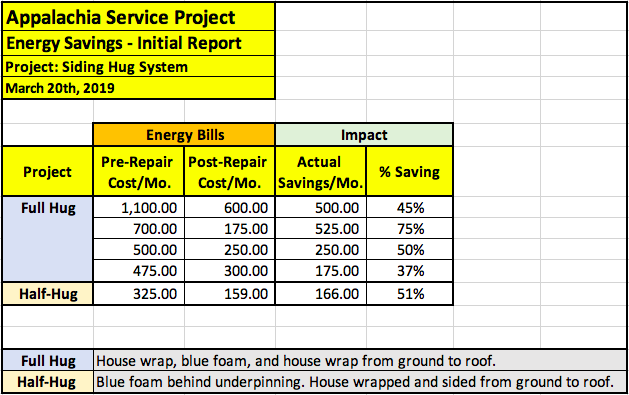 Appalachia Service Project
Energy Savings - Initial Report
Project: Siding Hug System
March 20th, 2019
Energy Bills Impact
Project Pre-Repair Cost/Mo. Post-Repair Cost/Mo. Actual Savings/Mo. % Saving
Full Hug 1,100.00 600.00 500.00 45%
700.00 175.00 525.00 75%
500.00 250.00 250.00 50%
475.00 300.00 175.00 37%
Half-Hug 325.00 159.00 166.00 51%
Full Hug House wrap, blue foam, and house wrap from ground to roof.
Half-Hug Blue foam behind underpinning. House wrapped and sided from ground to roof.